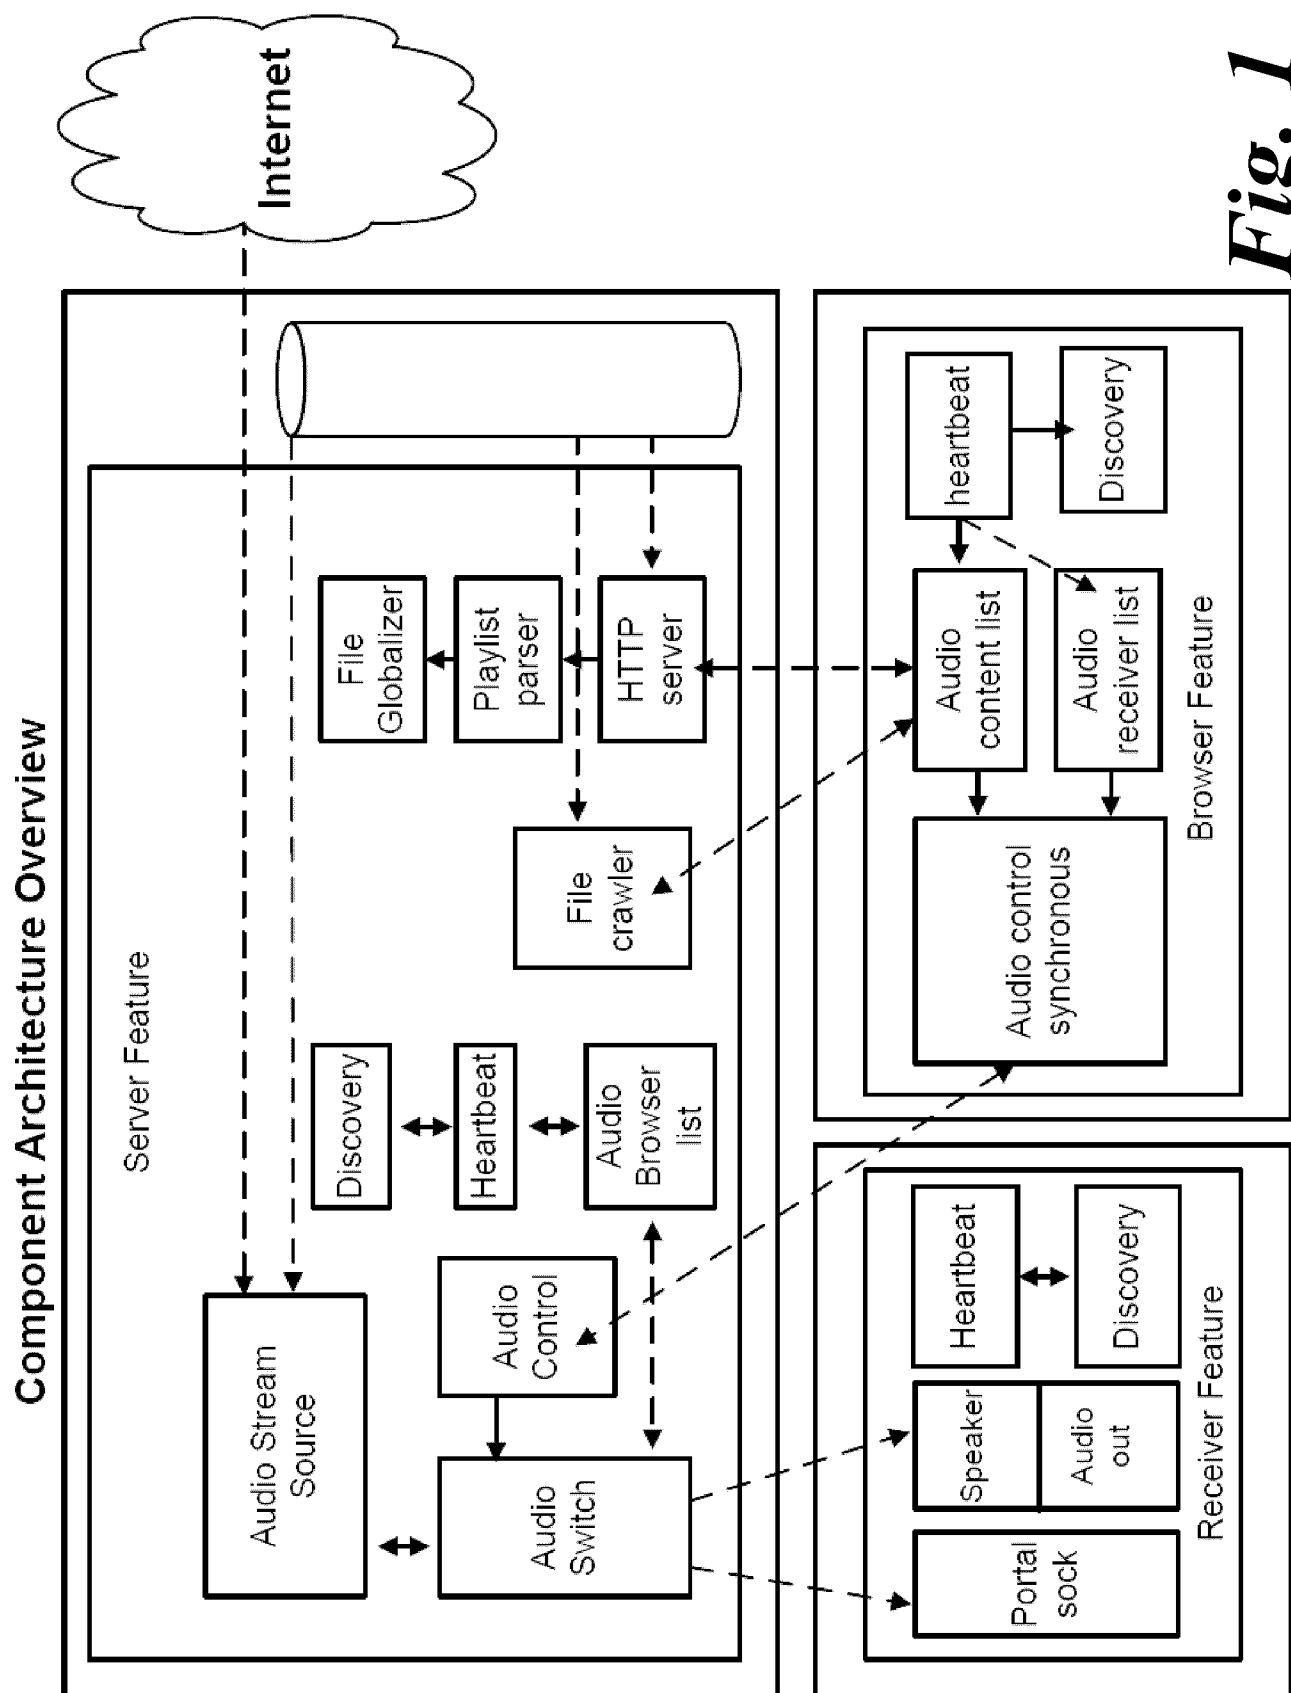 Component Architecture Overview
Server Feature
Internet
Audio Stream
Source
Discovery
File
Globalizer
Heartbeat
Playlist
parser
Audio
Switch
Audio
Control
Audio
Browser
list
File
crawler
HTTP
server
Portal
sock
Speaker
Audio
out
Heartbeat
Discovery
Receiver Feature
Audio control
synchronous
Audio
content list
Audio
receiver list
heartbeat
Discovery
Browser Feature
Fig. 1